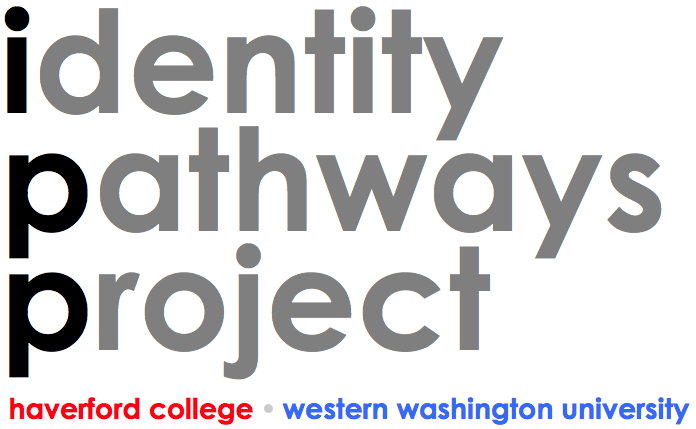 identity
pathways
project
haverford college • western washington university